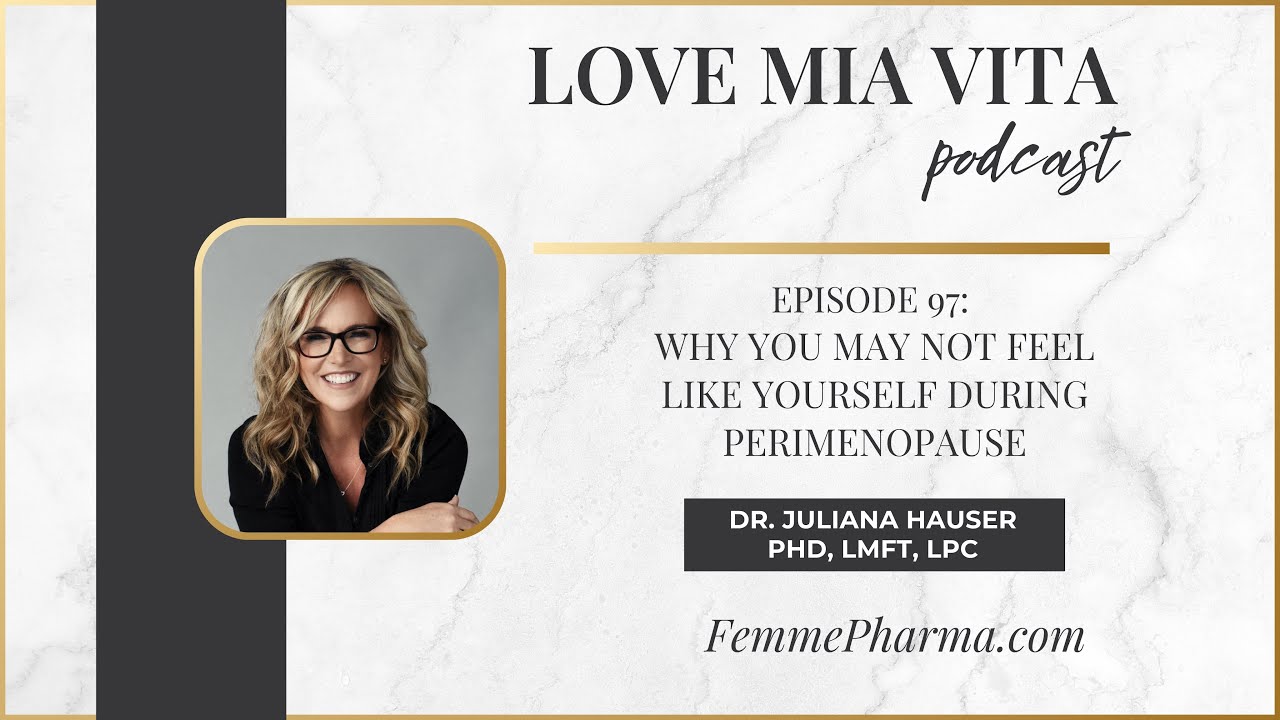 LOVE MIA VITA
podcast
EPISODE 97:
WHY YOU MAY NOT FEEL
LIKE YOURSELF DURING
PERIMENOPAUSE
DR. JULIANA HAUSER
PHD, LMFT, LPC
FemmePharma.com